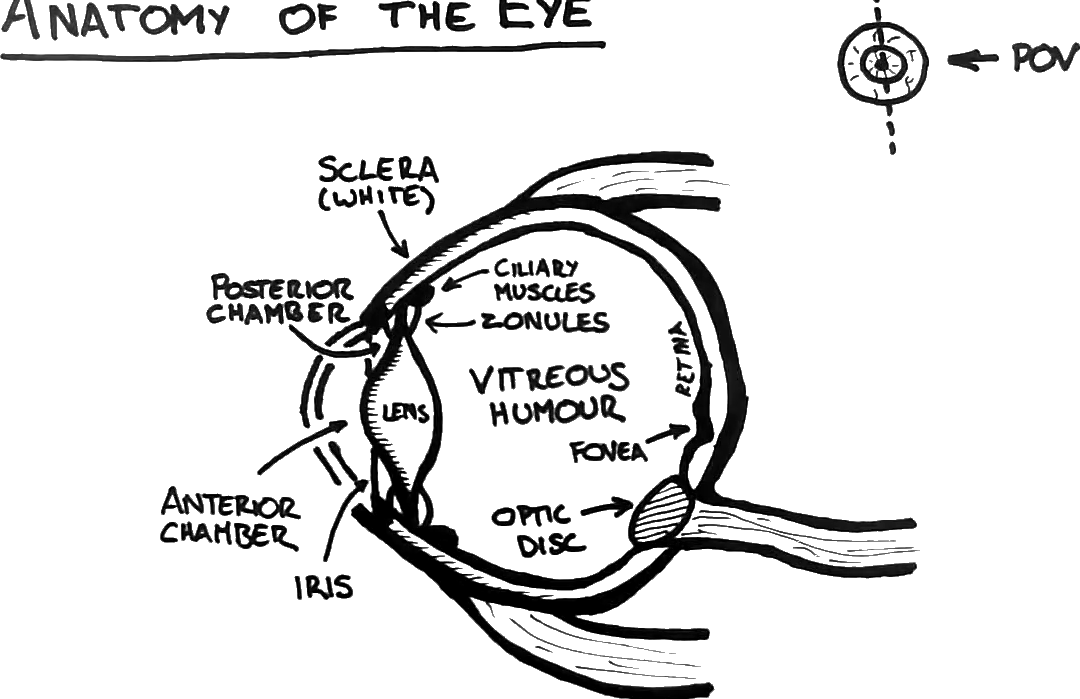 ANATOMY OF THE EYE
POV
SCLERA
(WHITE)
CILIARY
MUSCLES
POSTERIOR
CHAMBER
ZONULES
RETINA
VITREOUS
HUMOUR
LENS
FOVEA
ANTERIOR
CHAMBER
OPTIC
DISC
IRIS